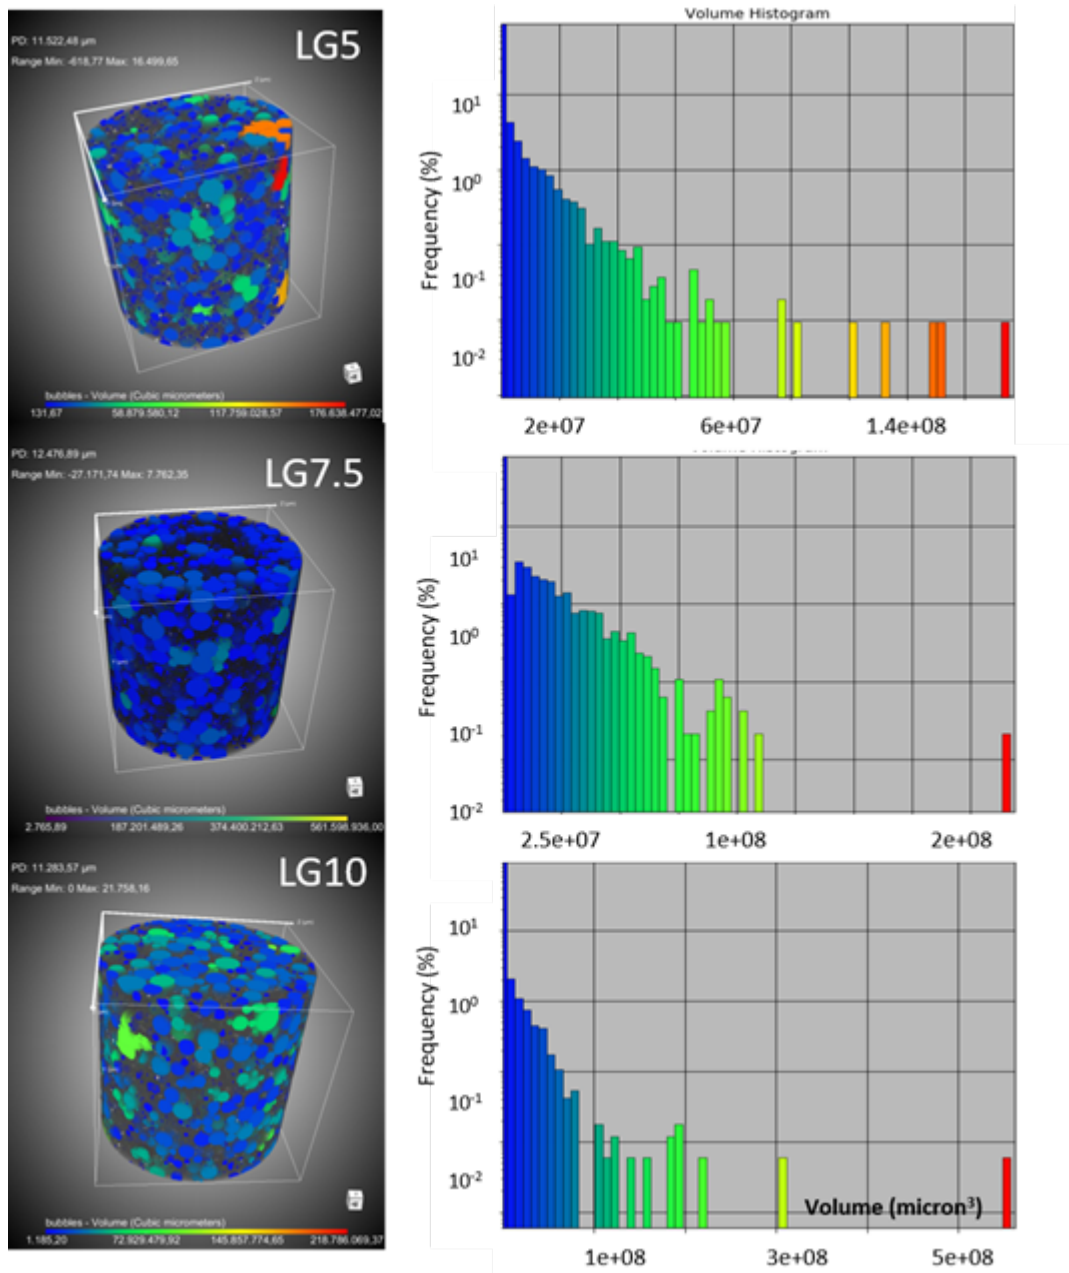 PD: 11.522,48 µm
LG5
Range Min: -618,77 Max: 16.499,65
bubbles - Volume (Cubic micrometers)
131,67 58.879.580,12 117.759.028,57 176.638.477,02
Volume Histogram
Frequency (%)
10¹
10⁰
10⁻¹
10⁻²
2e+07 6e+07 1.4e+08
PD: 12.476,89 µm
LG7.5
Range Min: -27.171,74 Max: 7.762,35
bubbles - Volume (Cubic micrometers)
2.765,89 187.201.489,26 374.400.212,63 561.598.936,00
Frequency (%)
10¹
10⁰
10⁻¹
10⁻²
2.5e+07 1e+08 2e+08
LG10
PD: 11.283,57 µm
Range Min: 0 Max: 21.758,16
bubbles - Volume (Cubic micrometers)
1.185,20 72.929.479,92 145.857.774,65 218.786.069,37
Frequency (%)
10¹
10⁰
10⁻¹
10⁻²
Volume (micron³)
1e+08 3e+08 5e+08